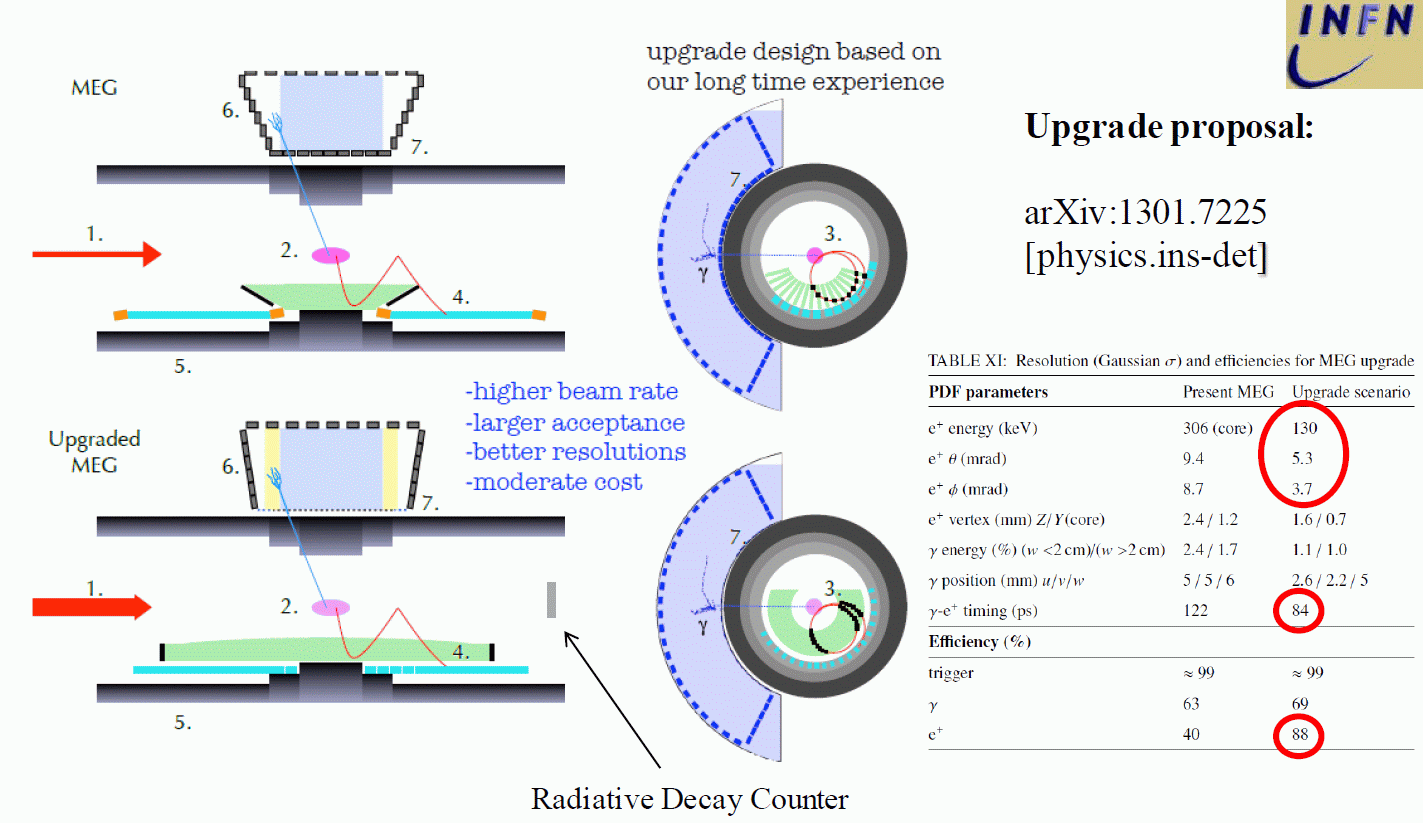 INFN
MEG
6.
7.
1.
2.
4.
5.
upgrade design based on
our long time experience
7.
3.
γ
Upgrade proposal:
arXiv:1301.7225
[physics.ins-det]
-higher beam rate
-larger acceptance
-better resolutions
-moderate cost
Upgraded
MEG
6.
7.
1.
2.
4.
5.
7.
3.
γ
Radiative Decay Counter
TABLE XI: Resolution (Gaussian σ) and efficiencies for MEG upgrade
PDF parameters Present MEG Upgrade scenario
e⁺ energy (keV) 306 (core) 130
e⁺ θ (mrad) 9.4 5.3
e⁺ ϕ (mrad) 8.7 3.7
e⁺ vertex (mm) Z/Y(core) 2.4 / 1.2 1.6 / 0.7
γ energy (%) (w <2 cm)/(w >2 cm) 2.4 / 1.7 1.1 / 1.0
γ position (mm) u/v/w 5 / 5 / 6 2.6 / 2.2 / 5
γ-e⁺ timing (ps) 122 84
Efficiency (%)
trigger ≈ 99 ≈ 99
γ 63 69
e⁺ 40 88